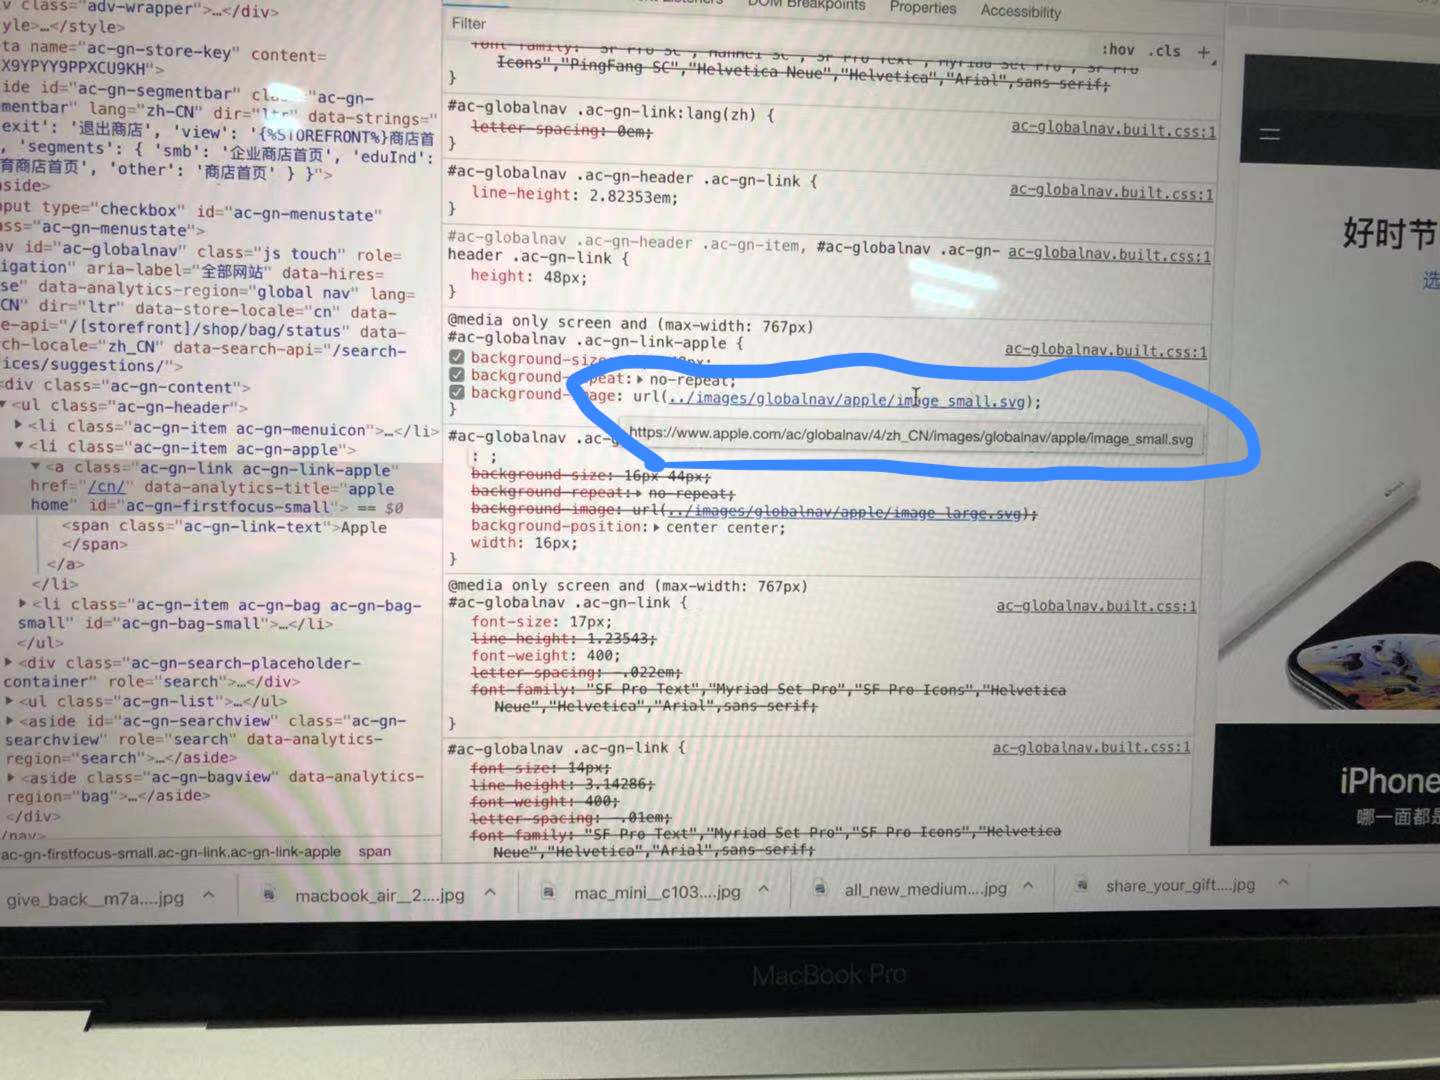 class="adv-wrapper">…</div>
yle>…</style>
ta name="ac-gn-store-key" content=
X9YPYY9PPXCU9KH">
ide id="ac-gn-segmentbar" "ac-gn-
mentbar" lang="zh-CN" data-strings="
exit': '退出商店', 'view': '{%STOREFRONT%}商店首
, 'segments': { 'smb': '企业商店首页', 'eduInd':
育商店首页', 'other': '商店首页' } }">
aside>
put type="checkbox" id="ac-gn-menustate"
ss="ac-gn-menustate">
av id="ac-globalnav" class="js touch" role=
igation" aria-label="全部网站" data-hires=
se" data-analytics-region="global nav" lang=
CN" dir="ltr" data-store-locale="cn" data-
e-api="/[storefront]/shop/bag/status" data-
ch-locale="zh_CN" data-search-api="/search-
ices/suggestions/">
<div class="ac-gn-content">
<ul class="ac-gn-header">
<li class="ac-gn-item ac-gn-menuicon">…</li>
<li class="ac-gn-item ac-gn-apple">
<a class="ac-gn-link ac-gn-link-apple"
href="/cn/" data-analytics-title="apple
home" id="ac-gn-firstfocus-small"> == $0
<span class="ac-gn-link-text">Apple
</span>
</a>
</li>
<li class="ac-gn-item ac-gn-bag ac-gn-bag-
small" id="ac-gn-bag-small">…</li>
</ul>
<div class="ac-gn-search-placeholder-
container" role="search">…</div>
<ul class="ac-gn-list">…</ul>
<aside id="ac-gn-searchview" class="ac-gn-
searchview" role="search" data-analytics-
region="search">…</aside>
<aside class="ac-gn-bagview" data-analytics-
region="bag">…</aside>
</div>
/nav>
ac-gn-firstfocus-small.ac-gn-link.ac-gn-link-apple span
DOM Breakpoints Properties Accessibility
Filter :hov .cls +
Icons","PingFang SC","Helvetica Neue","Helvetica","Arial",sans-serif;
}
#ac-globalnav .ac-gn-link:lang(zh) { ac-globalnav.built.css:1
letter-spacing: 0em;
}
#ac-globalnav .ac-gn-header .ac-gn-link { ac-globalnav.built.css:1
line-height: 2.82353em;
}
#ac-globalnav .ac-gn-header .ac-gn-item, #ac-globalnav .ac-gn- ac-globalnav.built.css:1
header .ac-gn-link {
height: 48px;
}
@media only screen and (max-width: 767px)
#ac-globalnav .ac-gn-link-apple { ac-globalnav.built.css:1
background-size
background-repeat: no-repeat;
background-image: url(../images/globalnav/apple/image_small.svg);
}
https://www.apple.com/ac/globalnav/4/zh_CN/images/globalnav/apple/image_small.svg
#ac-globalnav .ac-g
: ;
background-size: 16px 44px;
background-repeat: no-repeat;
background-image: url(../images/globalnav/apple/image_large.svg);
background-position: center center;
width: 16px;
}
@media only screen and (max-width: 767px)
#ac-globalnav .ac-gn-link { ac-globalnav.built.css:1
font-size: 17px;
line-height: 1.23543;
font-weight: 400;
letter-spacing: -.022em;
font-family: "SF Pro Text","Myriad Set Pro","SF Pro Icons","Helvetica
Neue","Helvetica","Arial",sans-serif;
}
#ac-globalnav .ac-gn-link { ac-globalnav.built.css:1
font-size: 14px;
line-height: 3.14286;
font-weight: 400;
letter-spacing: -.01em;
font-family: "SF Pro Text","Myriad Set Pro","SF Pro Icons","Helvetica
Neue","Helvetica","Arial",sans-serif;
好时节
选
iPhone
哪一面都是
give_back__m7a....jpg macbook_air__2....jpg mac_mini__c103....jpg all_new_medium....jpg share_your_gift....jpg
MacBook Pro